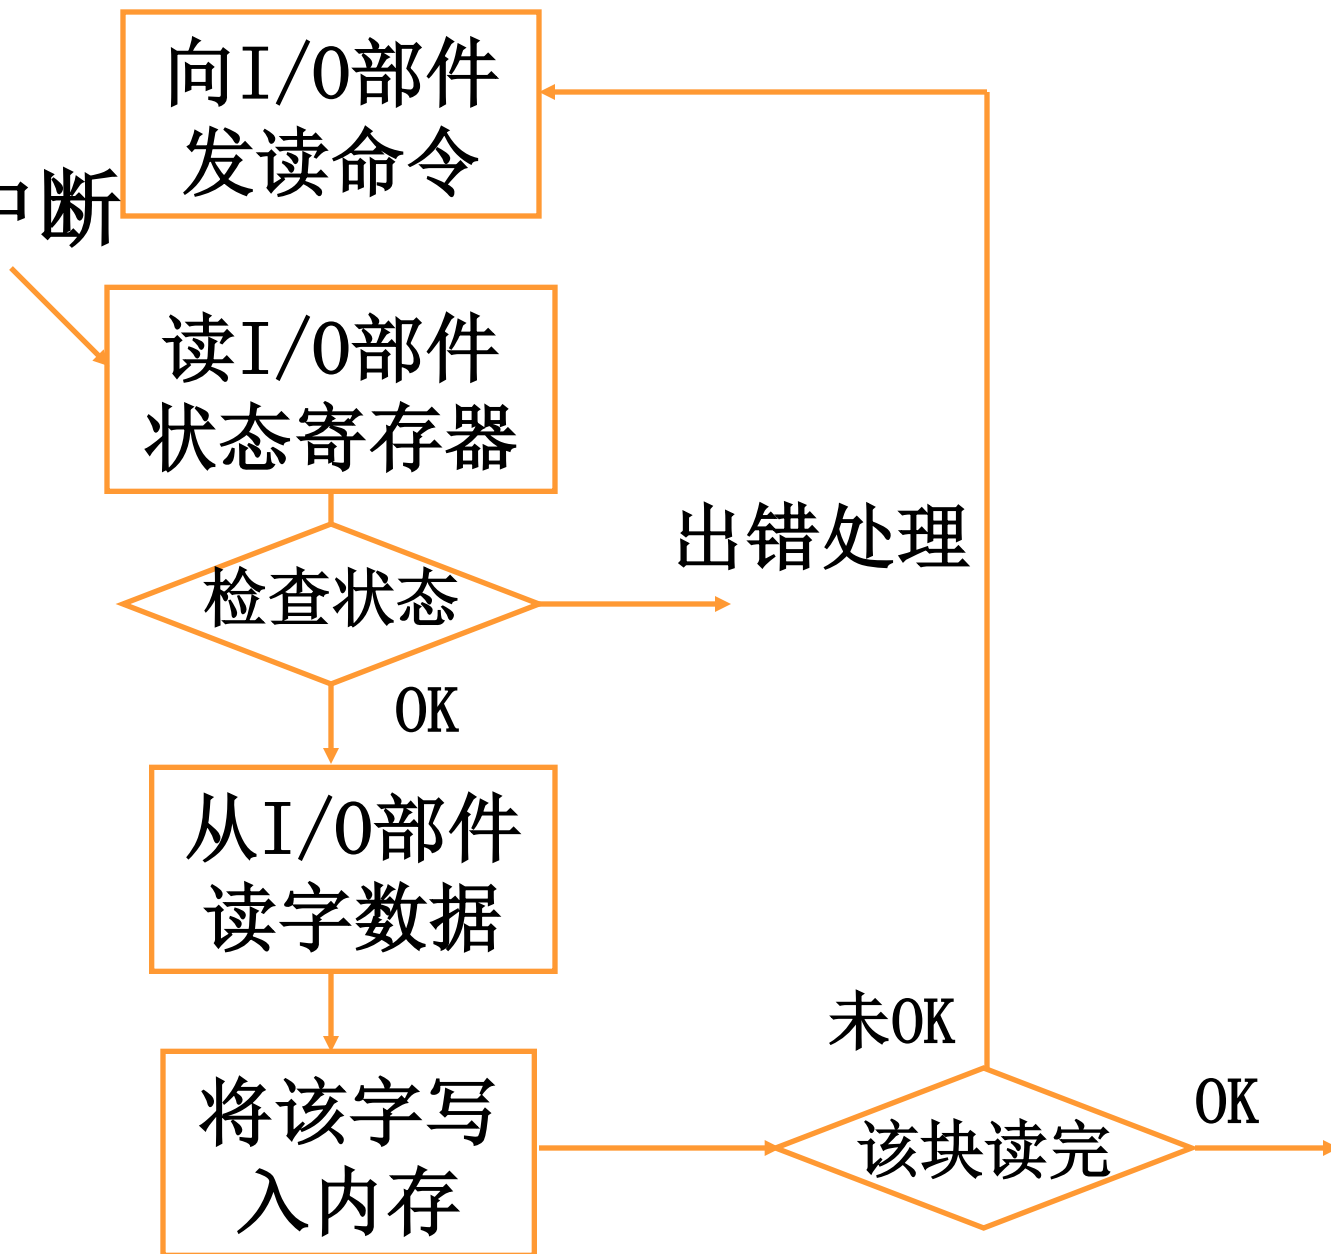 向I/O部件
发读命令
中断
读I/O部件
状态寄存器
出错处理
检查状态
OK
从I/O部件
读字数据
未OK
将该字写
入内存
该块读完
OK